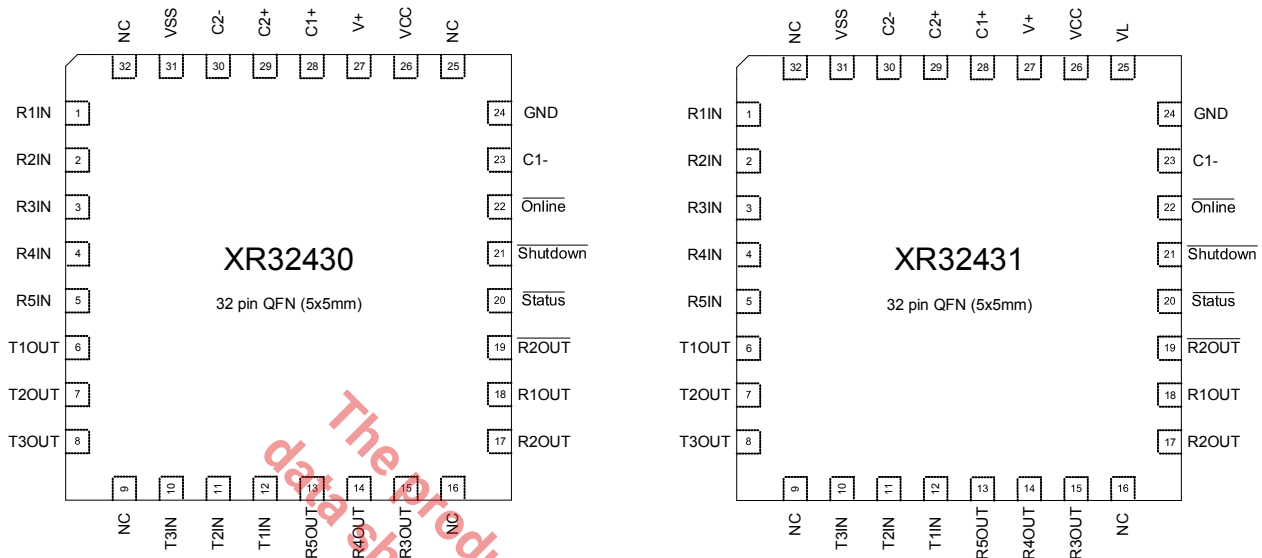 NC VSS C2- C2+ C1+ V+ VCC NC
32 31 30 29 28 27 26 25
R1IN 1 24 GND
R2IN 2 23 C1-
R3IN 3 22 Online
R4IN 4 21 Shutdown
R5IN 5 20 Status
T1OUT 6 19 R2OUT
T2OUT 7 18 R1OUT
T3OUT 8 17 R2OUT
XR32430
32 pin QFN (5x5mm)
9 10 11 12 13 14 15 16
NC T3IN T2IN T1IN R5OUT R4OUT R3OUT NC
The produ
data sh
NC VSS C2- C2+ C1+ V+ VCC VL
32 31 30 29 28 27 26 25
R1IN 1 24 GND
R2IN 2 23 C1-
R3IN 3 22 Online
R4IN 4 21 Shutdown
R5IN 5 20 Status
T1OUT 6 19 R2OUT
T2OUT 7 18 R1OUT
T3OUT 8 17 R2OUT
XR32431
32 pin QFN (5x5mm)
9 10 11 12 13 14 15 16
NC T3IN T2IN T1IN R5OUT R4OUT R3OUT NC